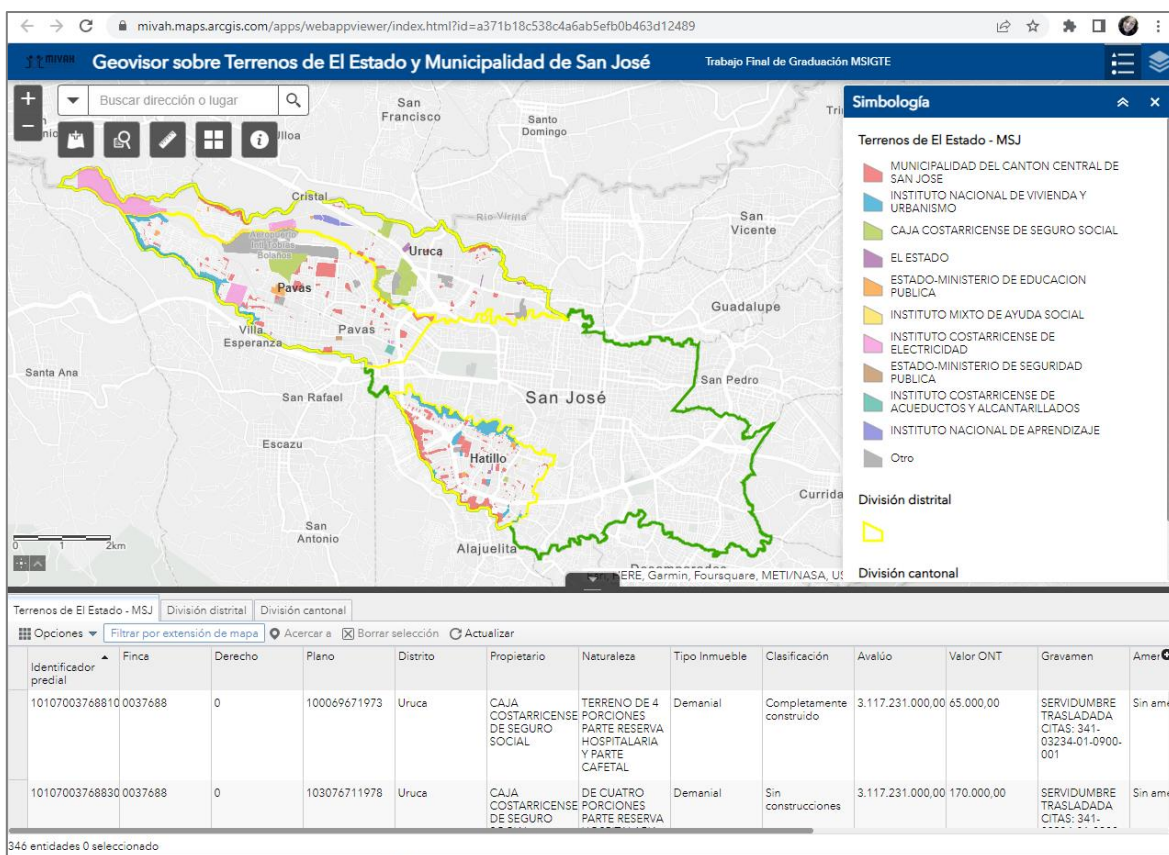 mivah.maps.arcgis.com/apps/webappviewer/index.html?id=a371b18c538c4a6ab5efb0b463d12489
MIVAH
Geovisor sobre Terrenos de El Estado y Municipalidad de San José
Trabajo Final de Graduación MSIGTE
Buscar dirección o lugar
San
Francisco
Santo
Domingo
Ulloa
Cristal
Río Virilla
San
Vicente
Aeropuerto
Intl Tobías
Bolaños
Uruca
Pavas
Guadalupe
Villa
Esperanza
Pavas
Santa Ana
San Rafael
San José
San Pedro
Escazu
Hatillo
San
Antonio
Alajuelita
0 1 2km
Simbología
Terrenos de El Estado - MSJ
MUNICIPALIDAD DEL CANTON CENTRAL DE
SAN JOSE
INSTITUTO NACIONAL DE VIVIENDA Y
URBANISMO
CAJA COSTARRICENSE DE SEGURO SOCIAL
EL ESTADO
ESTADO-MINISTERIO DE EDUCACION
PUBLICA
INSTITUTO MIXTO DE AYUDA SOCIAL
INSTITUTO COSTARRICENSE DE
ELECTRICIDAD
ESTADO-MINISTERIO DE SEGURIDAD
PUBLICA
INSTITUTO COSTARRICENSE DE
ACUEDUCTOS Y ALCANTARILLADOS
INSTITUTO NACIONAL DE APRENDIZAJE
Otro
División distrital
División cantonal
HERE, Garmin, Foursquare, METI/NASA, US
Terrenos de El Estado - MSJ División distrital División cantonal
Opciones Filtrar por extensión de mapa Acercar a Borrar selección Actualizar
Identificador
predial
Finca Derecho Plano Distrito Propietario Naturaleza Tipo Inmueble Clasificación Avalúo Valor ONT Gravamen
10107003768810 0037688 0 100069671973 Uruca
CAJA
COSTARRICENSE
DE SEGURO
SOCIAL
TERRENO DE 4
PORCIONES
PARTE RESERVA
HOSPITALARIA
Y PARTE
CAFETAL
Demanial
Completamente
construido
3.117.231.000,00 65.000,00
SERVIDUMBRE
TRASLADADA
CITAS: 341-
03234-01-0900-
001
10107003768830 0037688 0 103076711978 Uruca
CAJA
COSTARRICENSE
DE SEGURO
DE CUATRO
PORCIONES
PARTE RESERVA
Demanial
Sin
construcciones
3.117.231.000,00 170.000,00
SERVIDUMBRE
TRASLADADA
CITAS: 341-
346 entidades 0 seleccionado